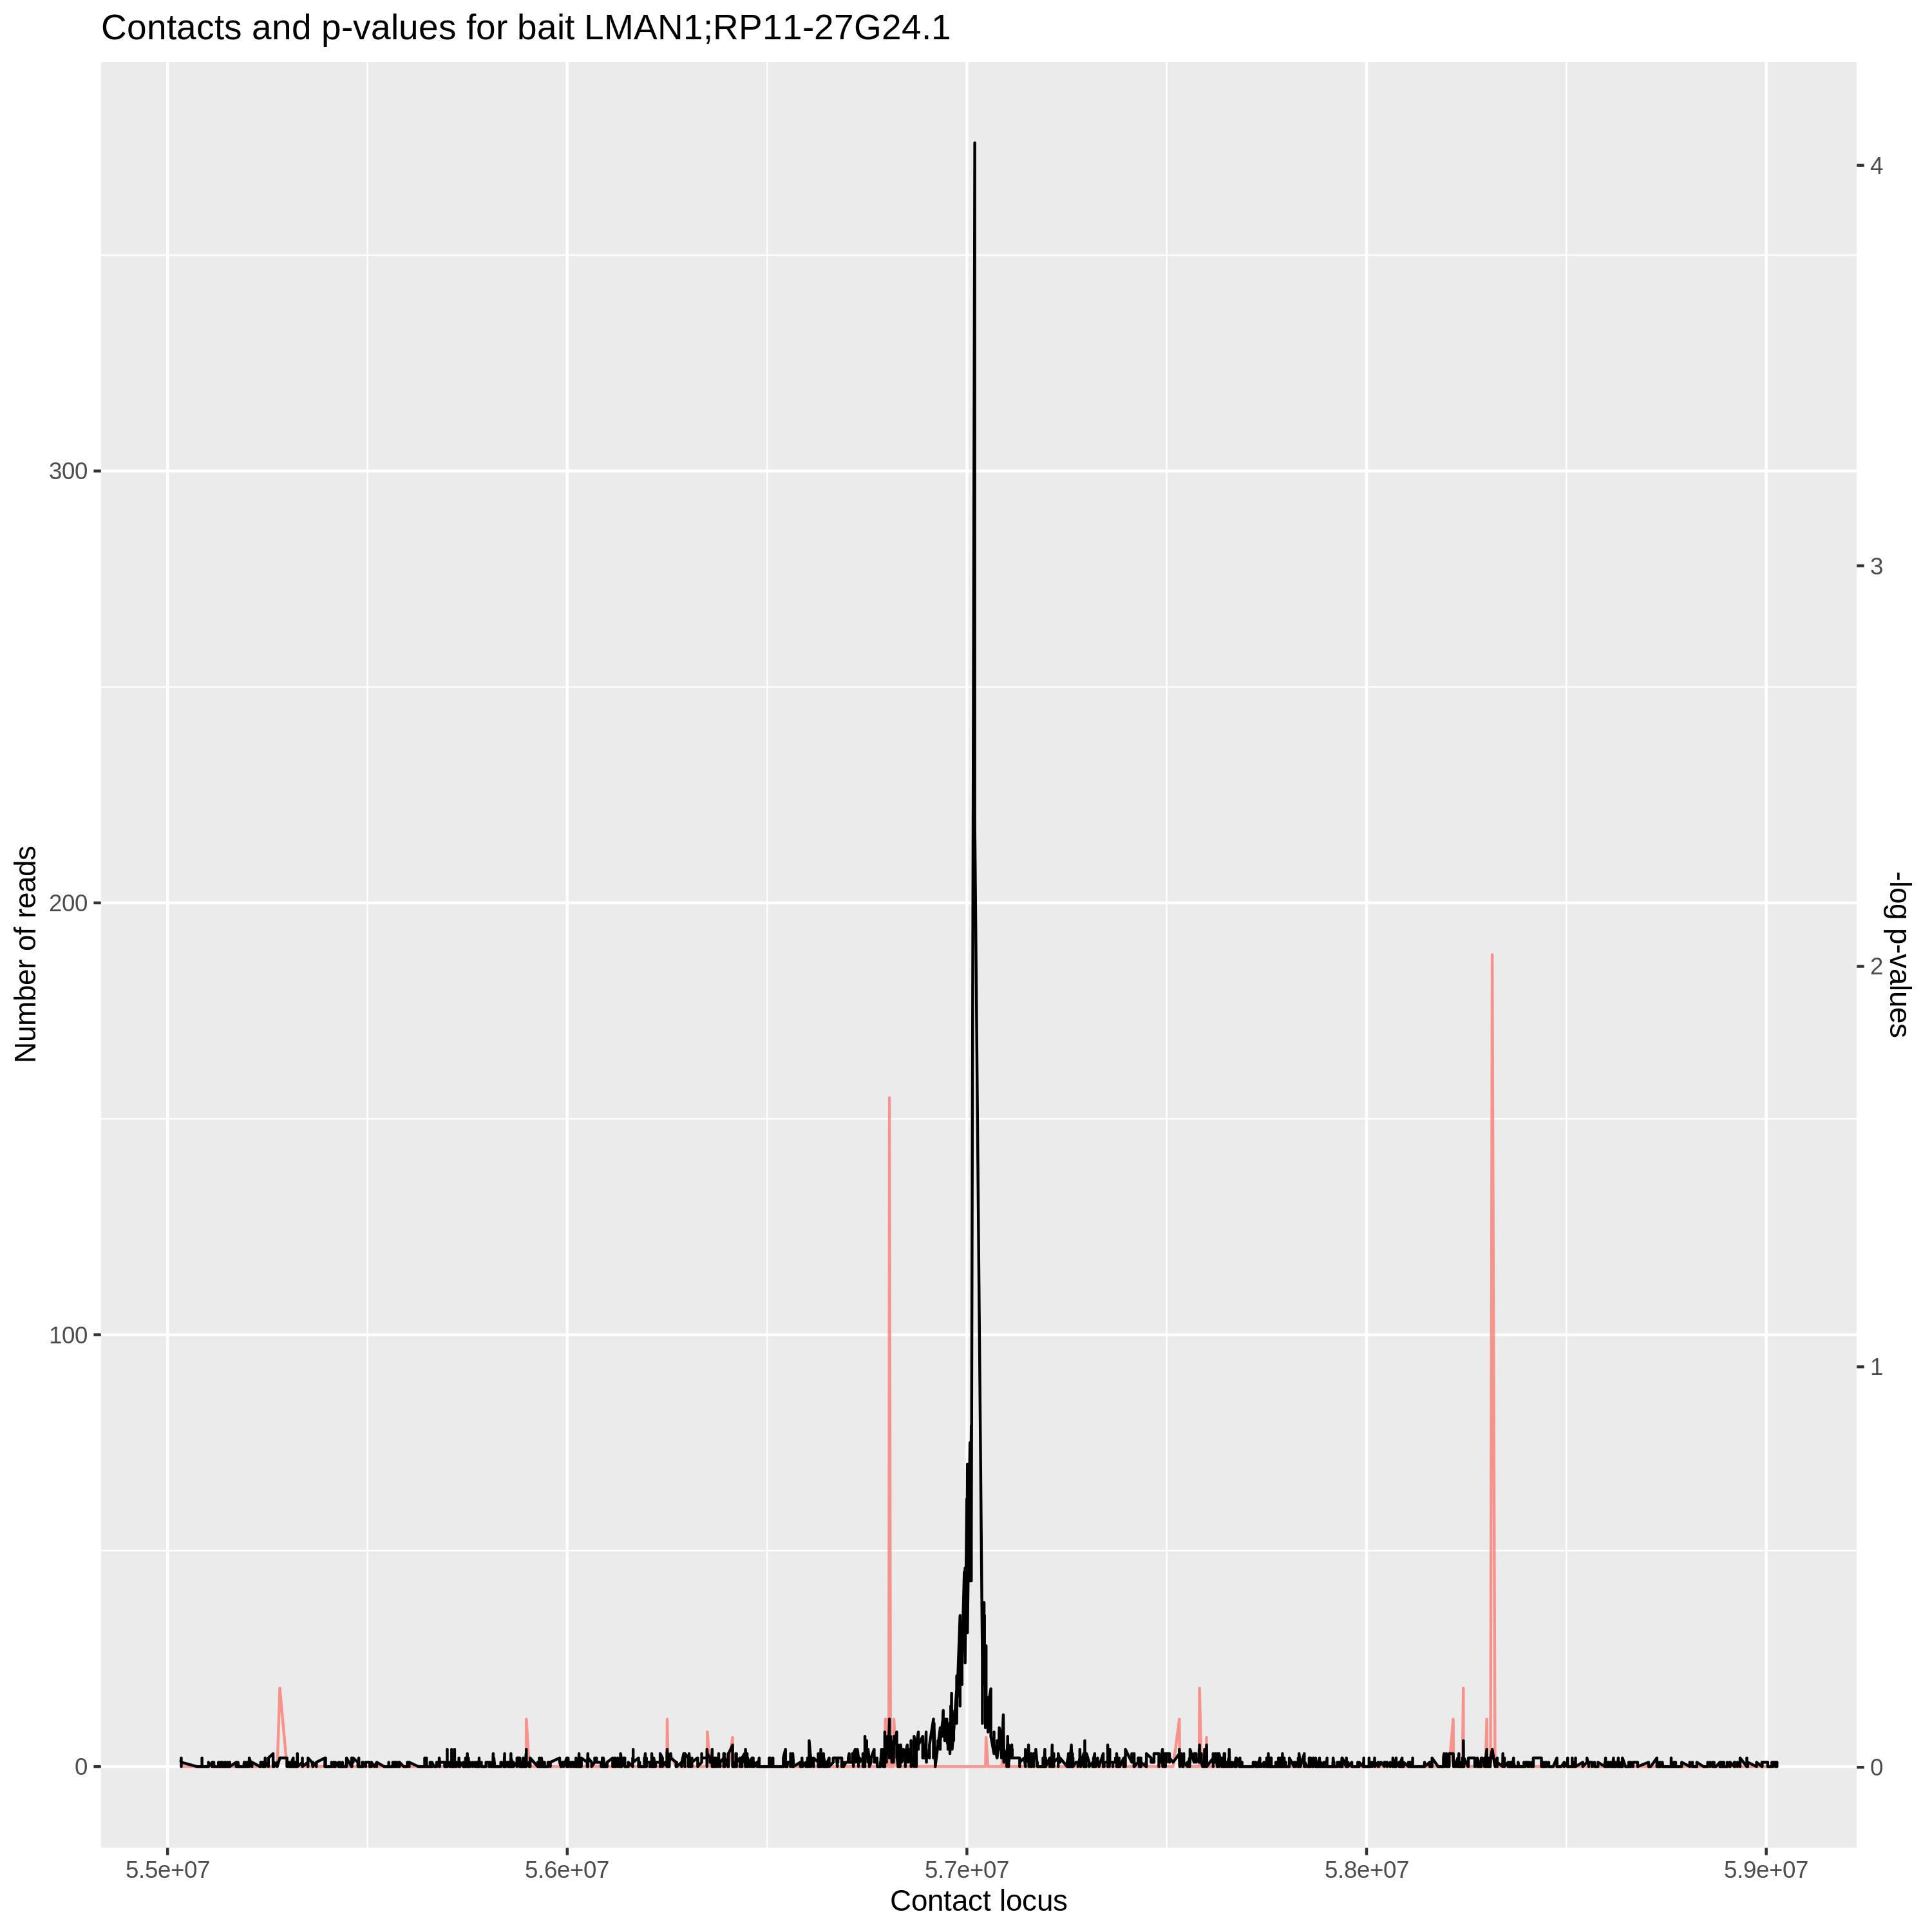 Contacts and p-values for bait LMAN1;RP11-27G24.1
Number of reads
300
200
100
0
4
3
2
1
0
-log p-values
5.5e+07
5.6e+07
5.7e+07
5.8e+07
5.9e+07
Contact locus